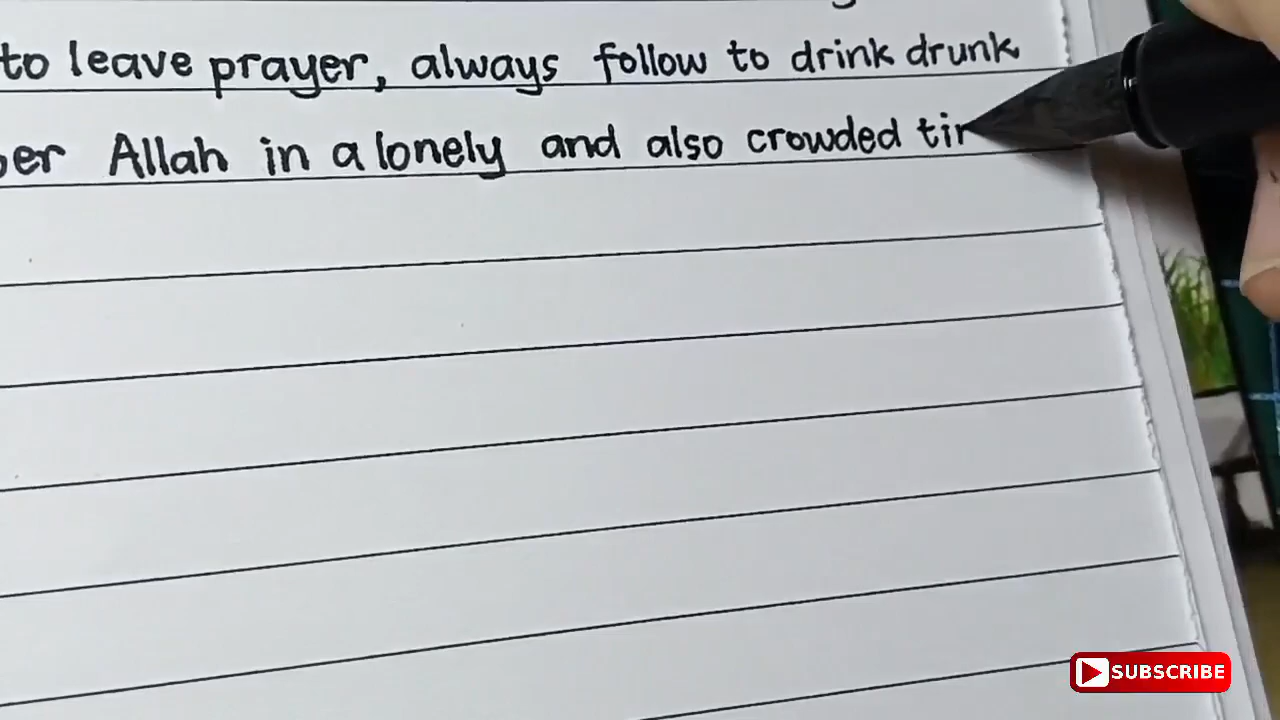 to leave prayer, always follow to drink drunk
Allah in a lonely and also crowded
SUBSCRIBE